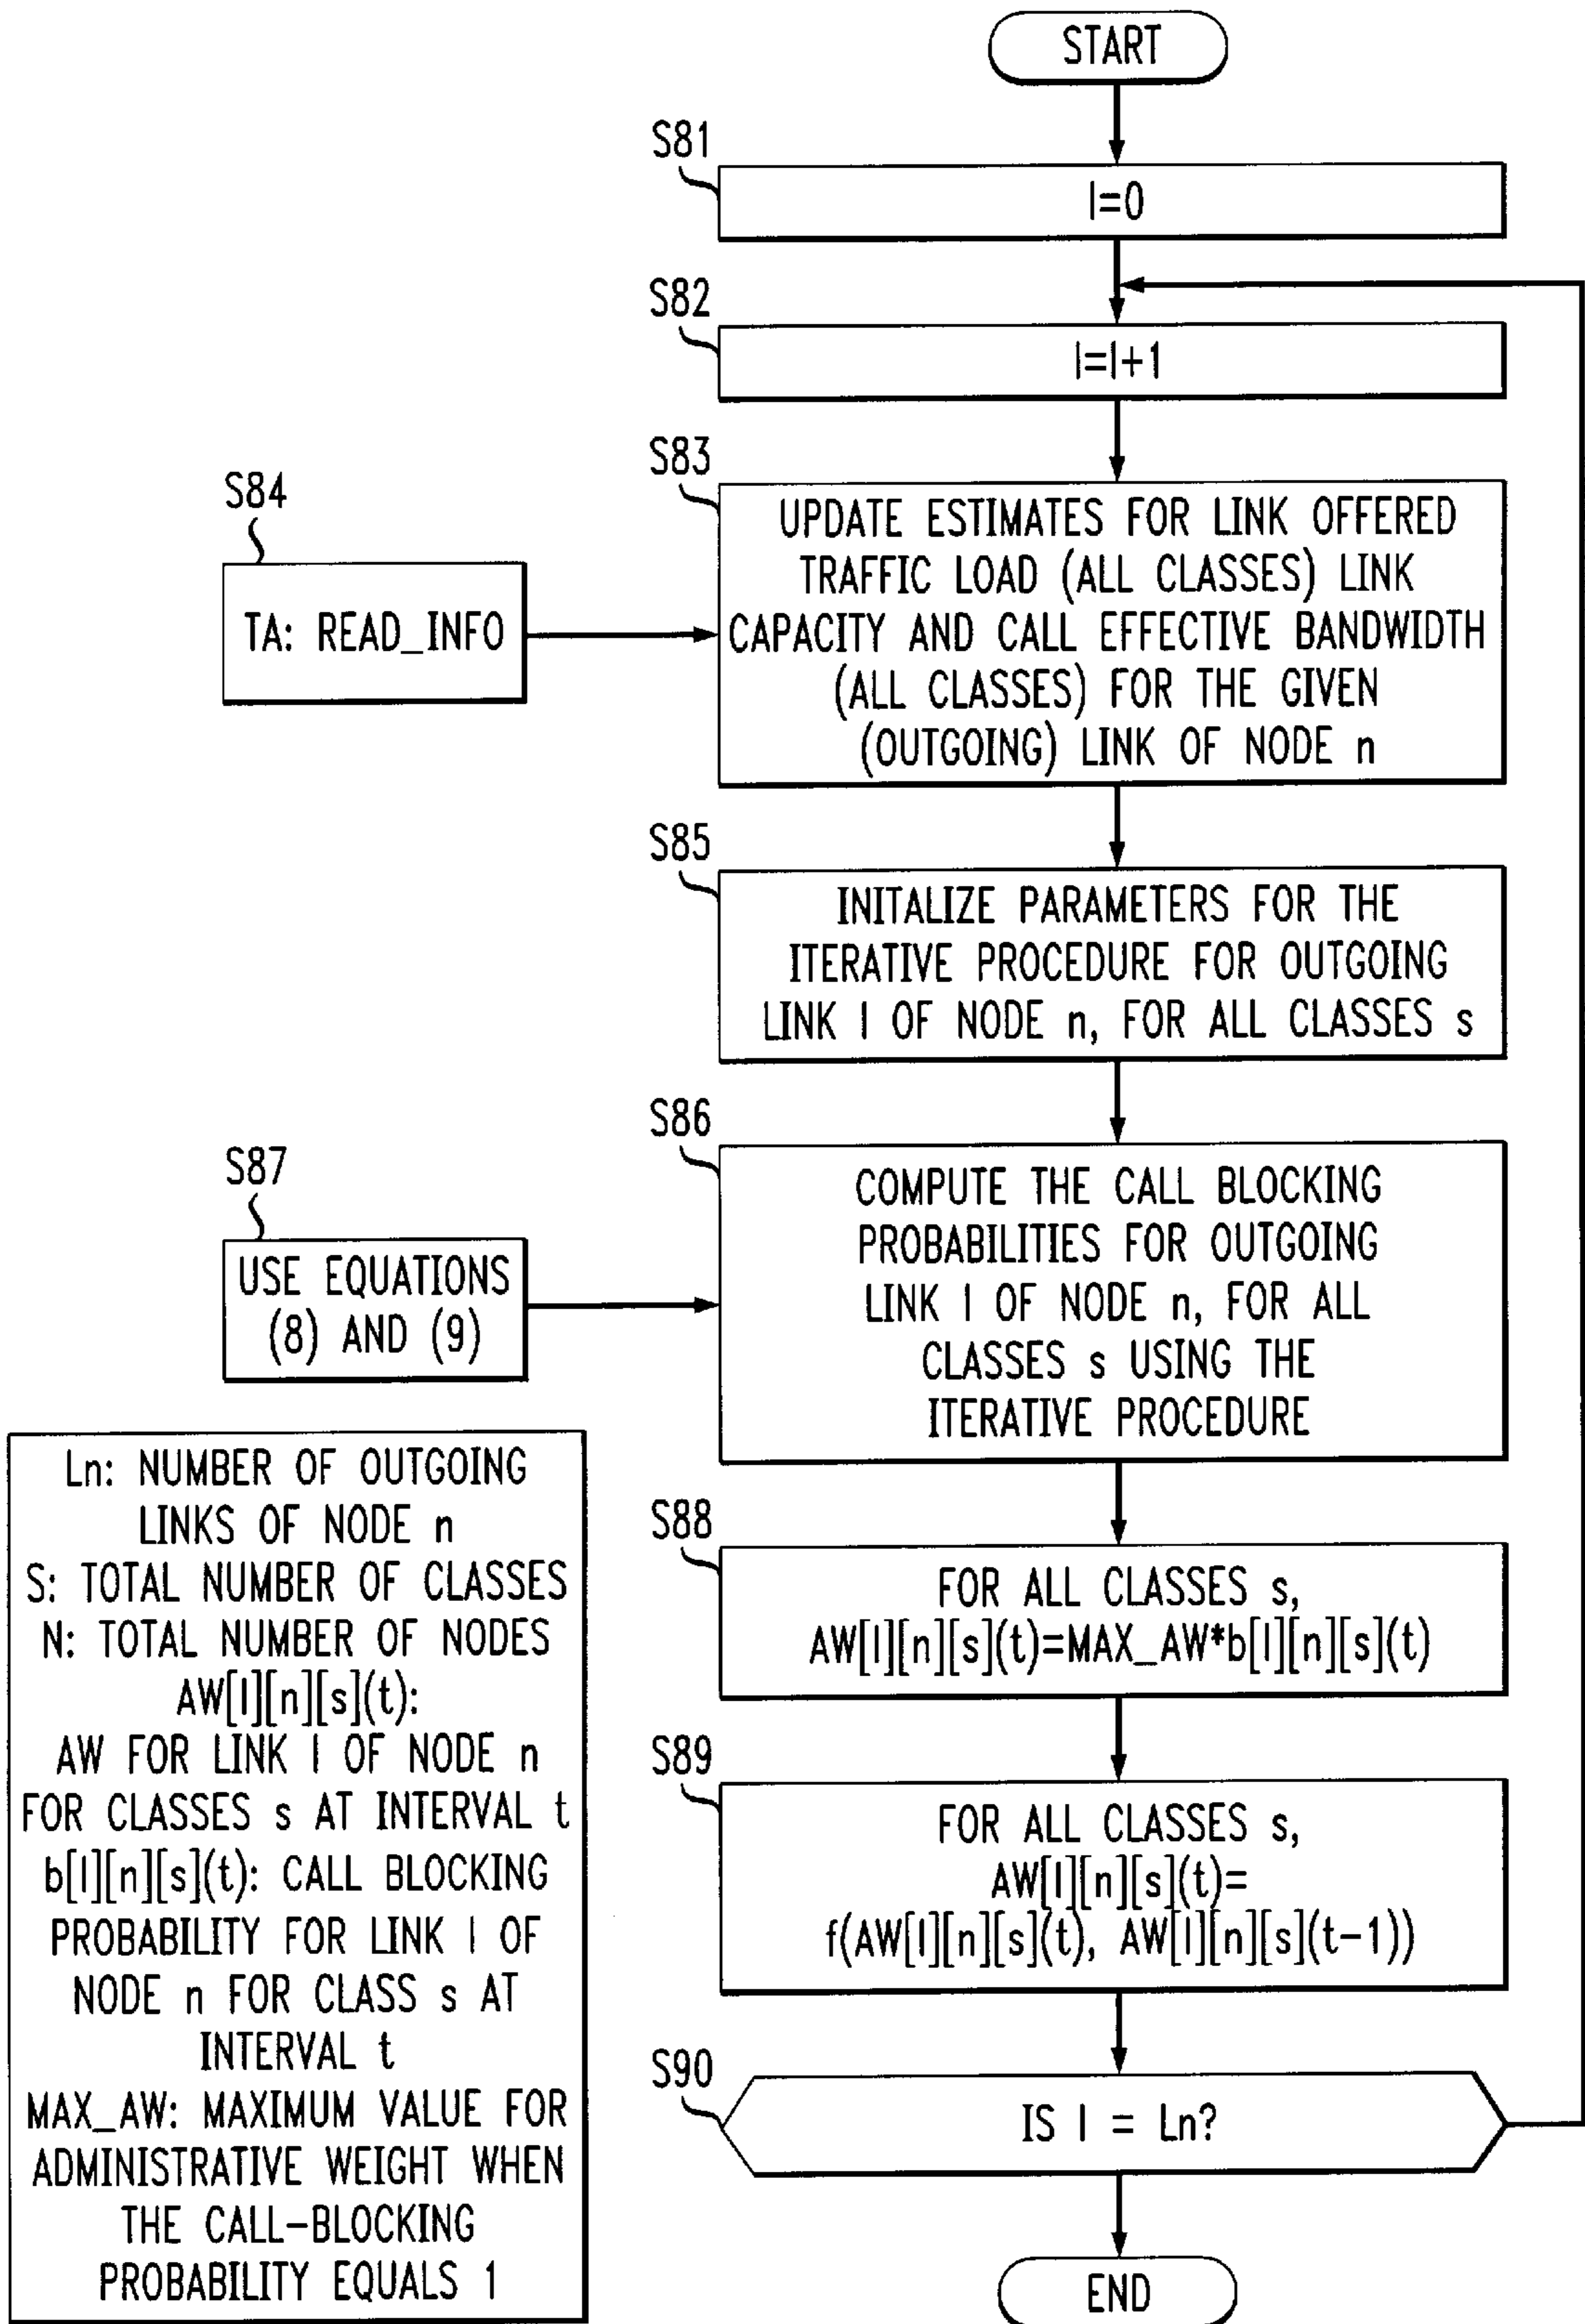 START
S81
l=0
S82
l=l+1
S83
UPDATE ESTIMATES FOR LINK OFFERED
TRAFFIC LOAD (ALL CLASSES) LINK
CAPACITY AND CALL EFFECTIVE BANDWIDTH
(ALL CLASSES) FOR THE GIVEN
(OUTGOING) LINK OF NODE n
S84
TA: READ_INFO
S85
INITALIZE PARAMETERS FOR THE
ITERATIVE PROCEDURE FOR OUTGOING
LINK l OF NODE n, FOR ALL CLASSES s
S86
COMPUTE THE CALL BLOCKING
PROBABILITIES FOR OUTGOING
LINK l OF NODE n, FOR ALL
CLASSES s USING THE
ITERATIVE PROCEDURE
S87
USE EQUATIONS
(8) AND (9)
S88
FOR ALL CLASSES s,
AW[l][n][s](t)=MAX_AW*b[l][n][s](t)
S89
FOR ALL CLASSES s,
AW[l][n][s](t)=
f(AW[l][n][s](t), AW[l][n][s](t-1))
S90
IS l = Ln?
END
Ln: NUMBER OF OUTGOING
LINKS OF NODE n
S: TOTAL NUMBER OF CLASSES
N: TOTAL NUMBER OF NODES
AW[l][n][s](t):
AW FOR LINK l OF NODE n
FOR CLASSES s AT INTERVAL t
b[l][n][s](t): CALL BLOCKING
PROBABILITY FOR LINK l OF
NODE n FOR CLASS s AT
INTERVAL t
MAX_AW: MAXIMUM VALUE FOR
ADMINISTRATIVE WEIGHT WHEN
THE CALL-BLOCKING
PROBABILITY EQUALS 1